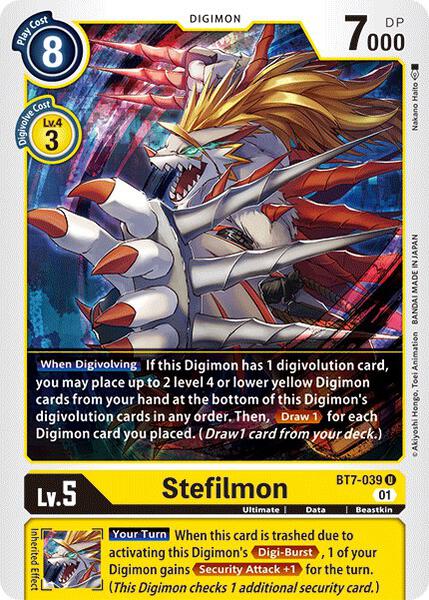 Play Cost
8
DIGIMON
DP
7000
Digivolve Cost
Lv.4
3
Nakano Haito
© Akiyoshi Hongo, Toei Animation BANDAI MADE IN JAPAN
When Digivolving If this Digimon has 1 digivolution card,
you may place up to 2 level 4 or lower yellow Digimon
cards from your hand at the bottom of this Digimon's
digivolution cards in any order. Then, Draw 1 for each
Digimon card you placed. (Draw1 card from your deck.)
Lv.5
Stefilmon
BT7-039 U
01
Ultimate | Data | Beastkin
Inherited Effect
Your Turn When this card is trashed due to
activating this Digimon's Digi-Burst, 1 of your
Digimon gains Security Attack +1 for the turn.
(This Digimon checks 1 additional security card.)